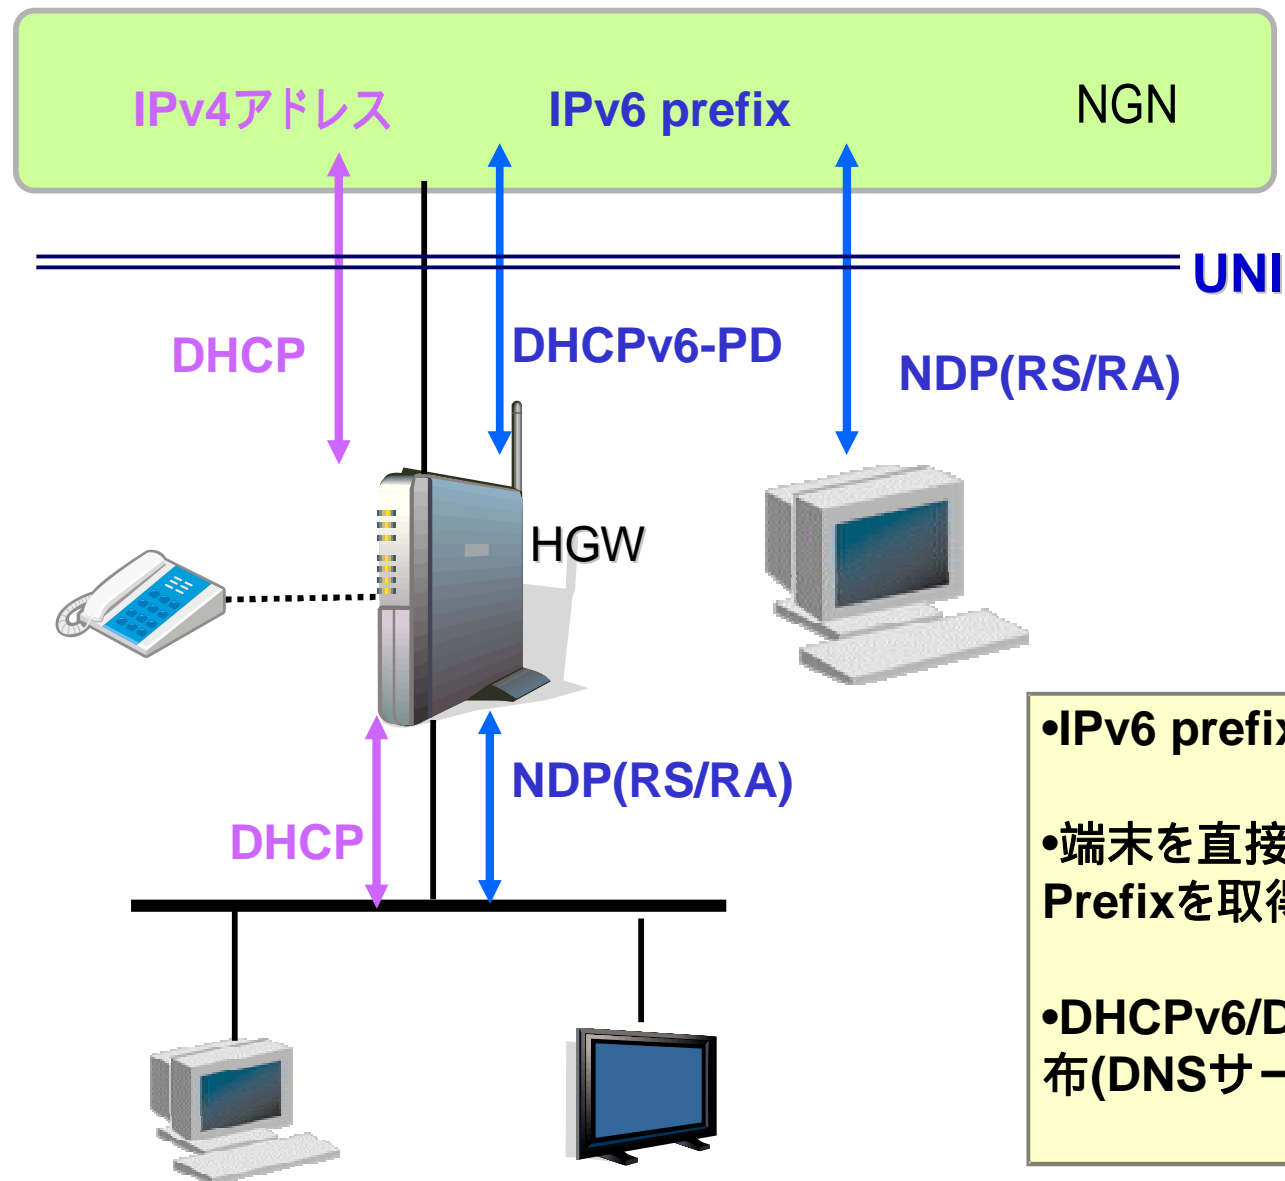 IPv4アドレス
IPv6 prefix
NGN
UNI
DHCP
DHCPv6-PD
NDP(RS/RA)
HGW
NDP(RS/RA)
DHCP
•IPv6 prefix
•端末を直接
Prefixを取得
•DHCPv6/D
布(DNSサー